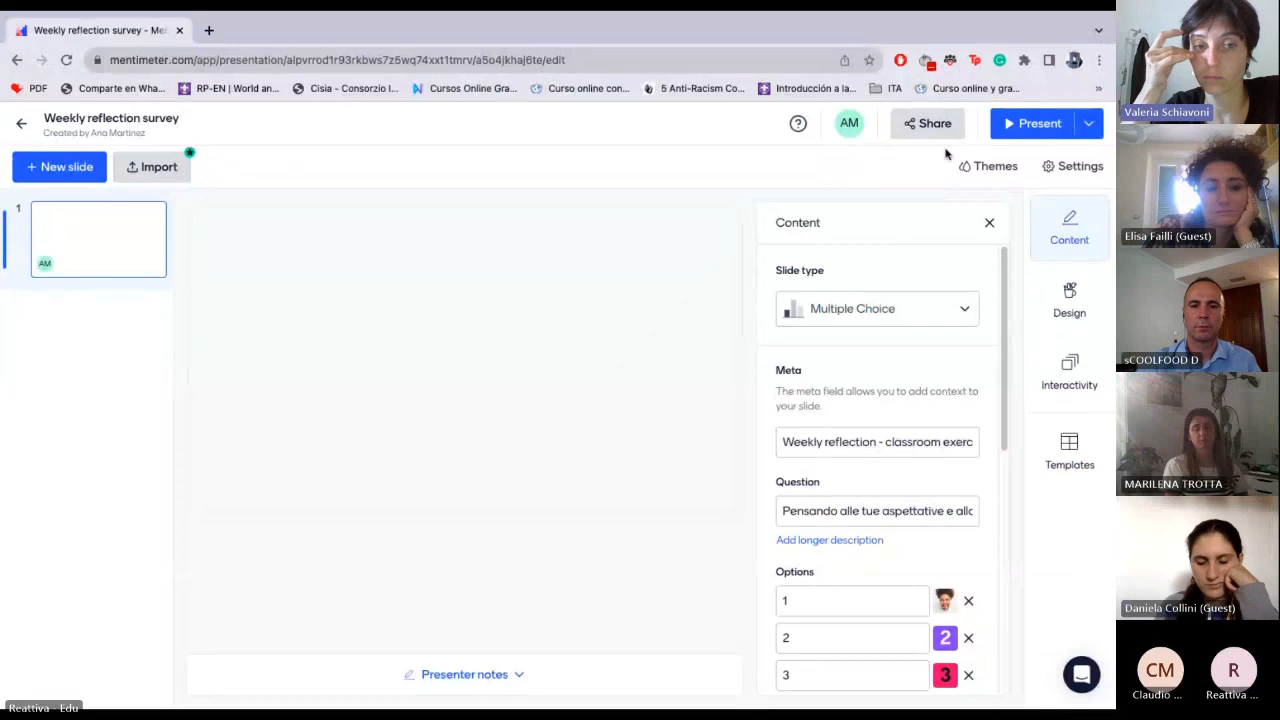 Weekly reflection survey - Me
mentimeter.com/app/presentation/alpvrrod1r93rkbws7z5wq74xxt1tmrv/a5o4jkhaj6te/edit
PDF
Comparte en Wha...
RP-EN | World an...
Cisia - Consorzio I...
Cursos Online Gra...
Curso online con...
5 Anti-Racism Co...
Introducción a la...
ITA
Curso online y gra...
»
Weekly reflection survey
Created by Ana Martinez
AM
Share
Present
+ New slide
Import
Themes
Settings
1
AM
Content
Slide type
Multiple Choice
Meta
The meta field allows you to add context to
your slide.
Weekly reflection - classroom exerc
Question
Pensando alle tue aspettative e allo
Add longer description
Options
1
2
2
3
3
Content
Design
Interactivity
Templates
Presenter notes
Reattiva - Edu
Valeria Schiavoni
Elisa Failli (Guest)
sCOOLFOOD D
MARILENA TROTTA
Daniela Collini (Guest)
CM
Claudio ...
R
Reattiva ...